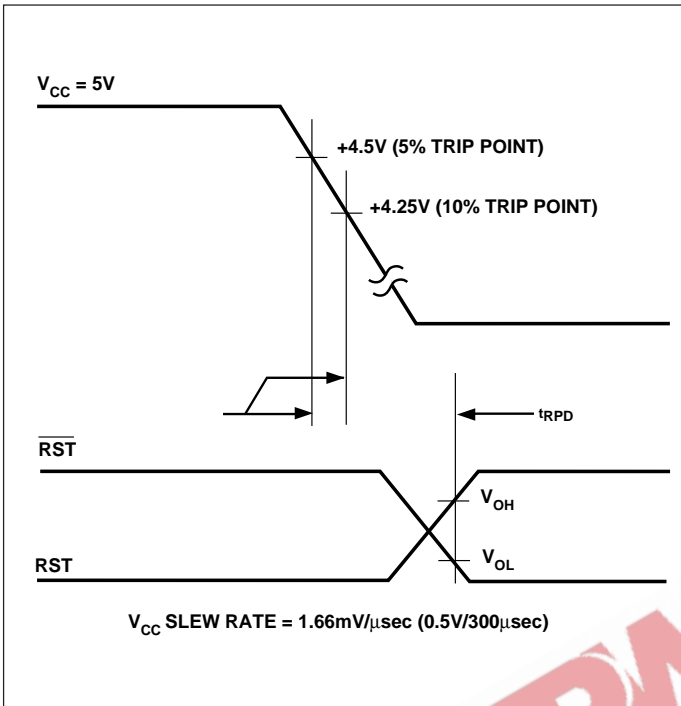 V_CC = 5V
+4.5V (5% TRIP POINT)
+4.25V (10% TRIP POINT)
t_RPD
R̅S̅T̅
V_OH
V_OL
RST
V_CC SLEW RATE = 1.66mV/μsec (0.5V/300μsec)